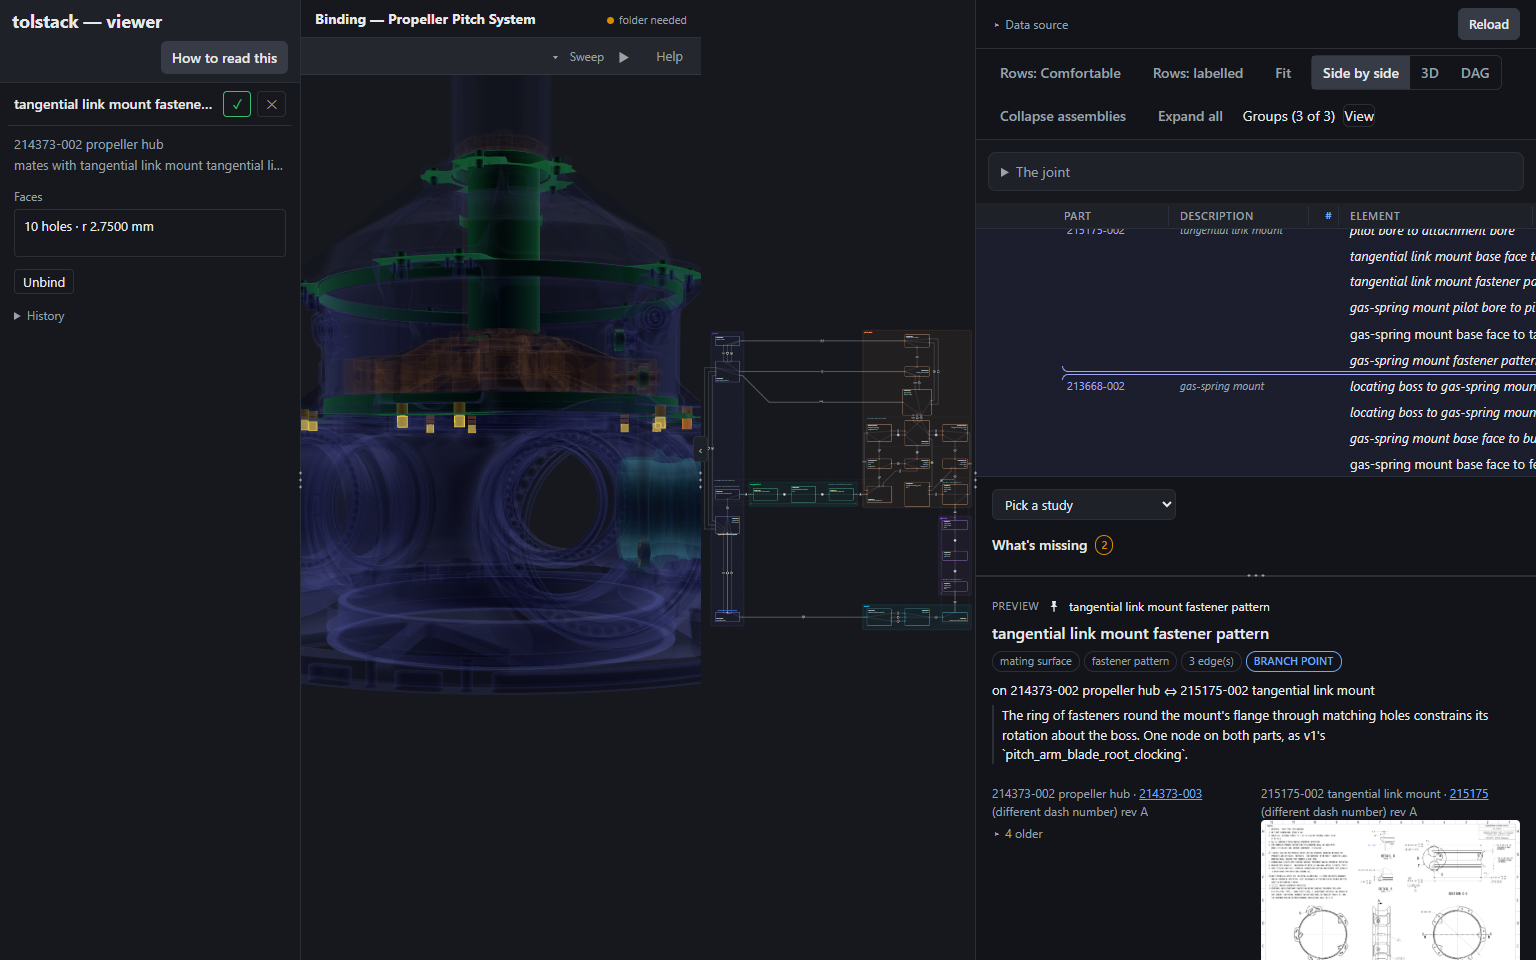 tolstack — viewer
How to read this
tangential link mount fastene...
214373-002 propeller hub
mates with tangential link mount tangential li...
Faces
10 holes · r 2.7500 mm
Unbind
History
Binding — Propeller Pitch System
folder needed
Sweep
Help
Data source
Reload
Rows: Comfortable
Rows: labelled
Fit
Side by side
3D
DAG
Collapse assemblies
Expand all
Groups (3 of 3)
View
The joint
PART
DESCRIPTION
#
ELEMENT
215175-002
tangential link mount
pilot bore to attachment bore
tangential link mount base face t
tangential link mount fastener pa
gas-spring mount pilot bore to pi
gas-spring mount base face to ta
gas-spring mount fastener patter
213668-002
gas-spring mount
locating boss to gas-spring moun
locating boss to gas-spring moun
gas-spring mount base face to bu
gas-spring mount base face to fe
Pick a study
What's missing
2
PREVIEW
tangential link mount fastener pattern
tangential link mount fastener pattern
mating surface
fastener pattern
3 edge(s)
BRANCH POINT
on 214373-002 propeller hub ⇔ 215175-002 tangential link mount
The ring of fasteners round the mount's flange through matching holes constrains its
rotation about the boss. One node on both parts, as v1's
`pitch_arm_blade_root_clocking`.
214373-002 propeller hub · 214373-003
(different dash number) rev A
4 older
215175-002 tangential link mount · 215175
(different dash number) rev A